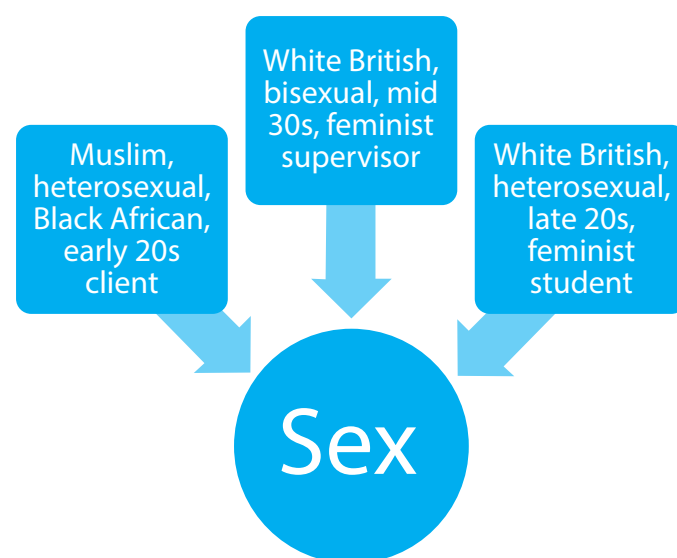 Muslim,
heterosexual,
Black African,
early 20s
client
White British,
bisexual, mid
30s, feminist
supervisor
White British,
heterosexual,
late 20s,
feminist
student
Sex